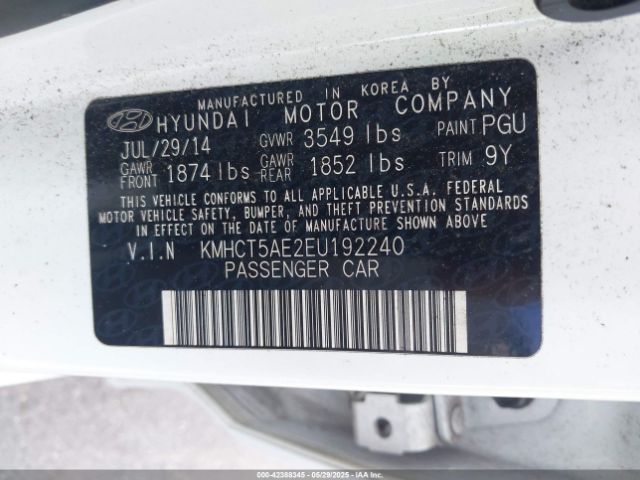 MANUFACTURED IN KOREA BY
HYUNDAI MOTOR COMPANY
JUL/29/14 GVWR 3549 lbs PAINT PGU
GAWR FRONT 1874 lbs GAWR REAR 1852 lbs TRIM 9Y
THIS VEHICLE CONFORMS TO ALL APPLICABLE U.S.A. FEDERAL
MOTOR VEHICLE SAFETY, BUMPER, AND THEFT PREVENTION STANDARDS
IN EFFECT ON THE DATE OF MANUFACTURE SHOWN ABOVE
V.I.N KMHCT5AE2EU192240
PASSENGER CAR
000-42388345 - 05/29/2025 - IAAI.COM